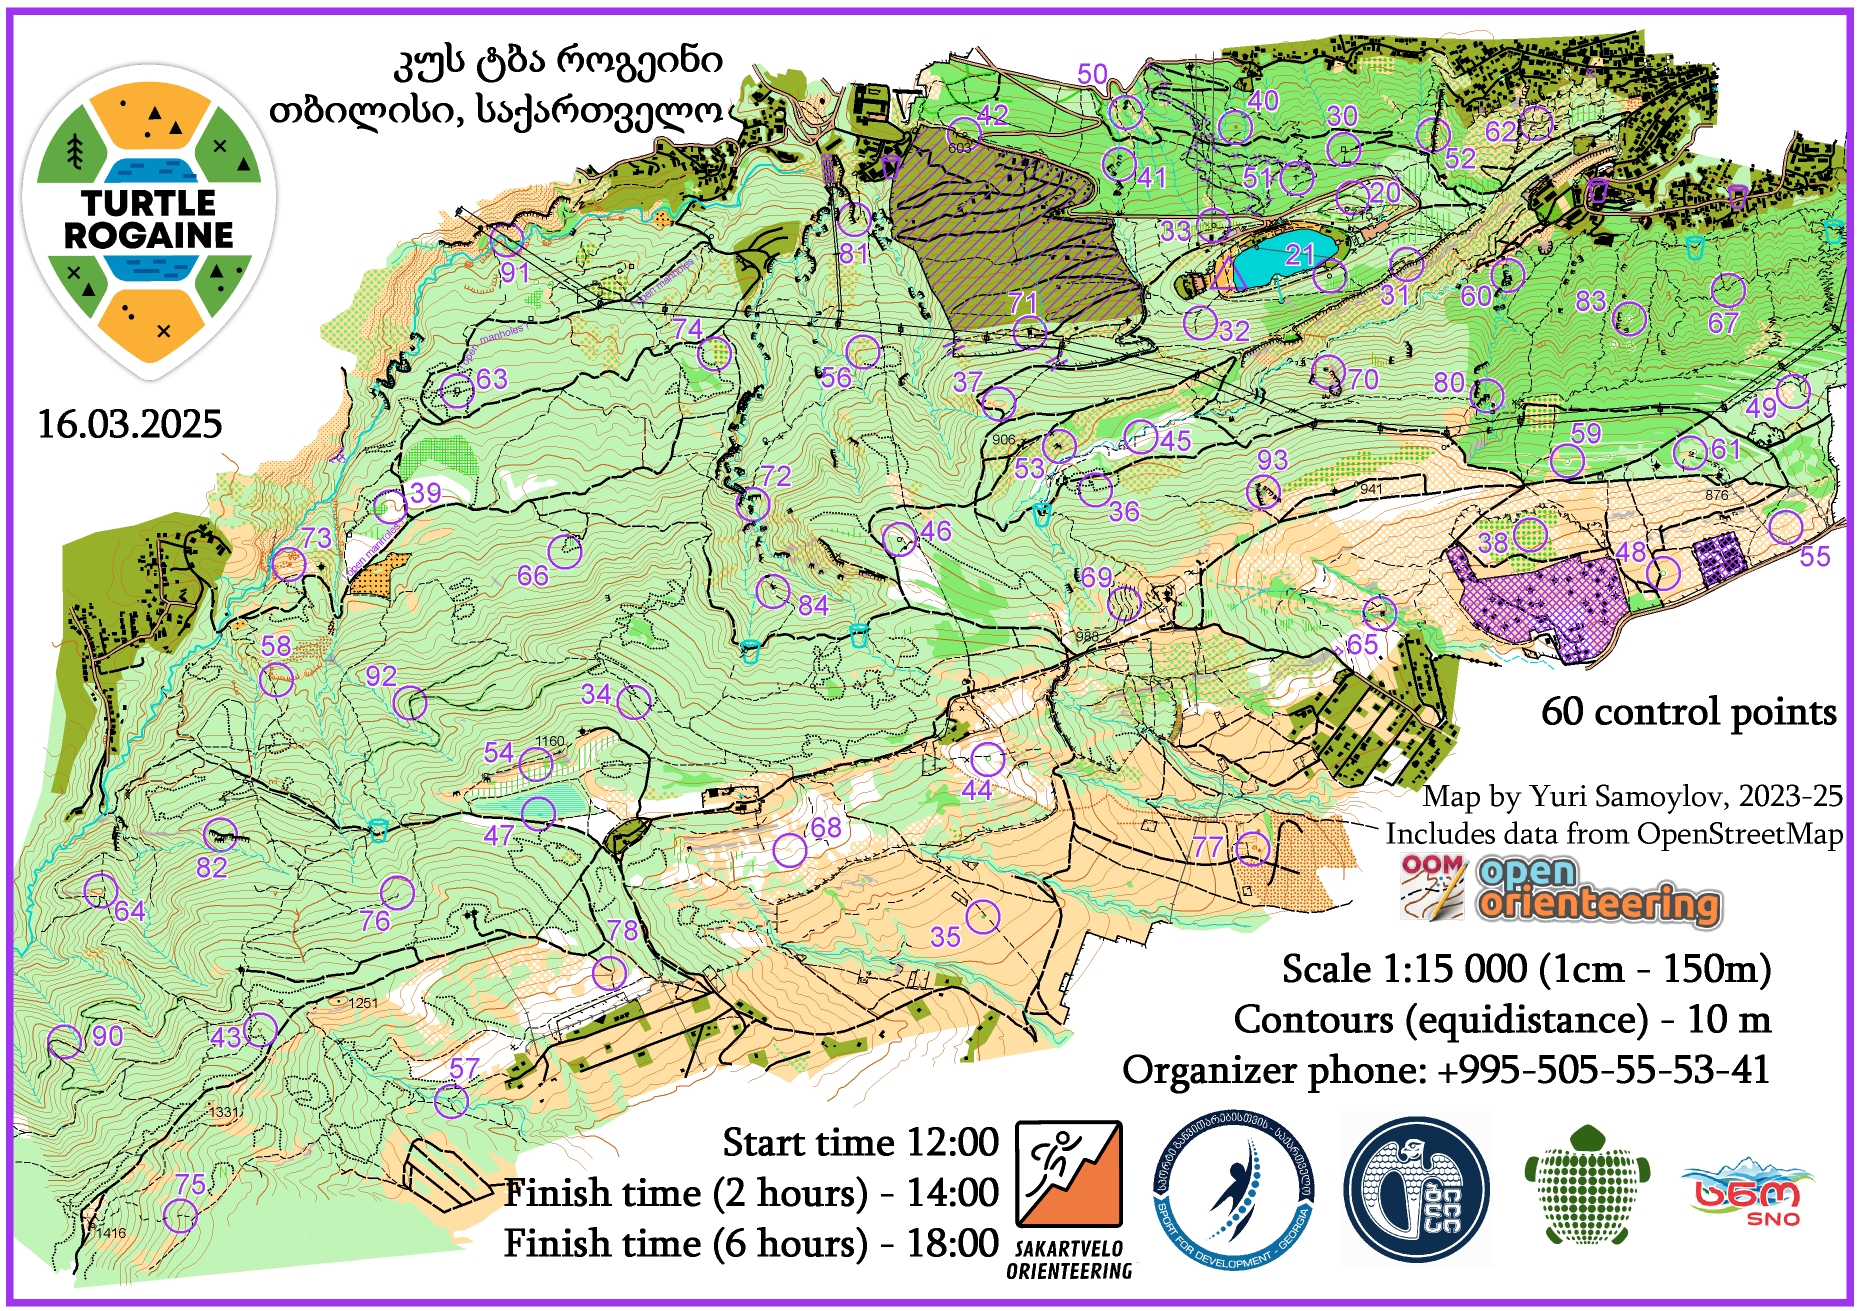 კუს ტბა როგეინი
თბილისი, საქართველო
TURTLE
ROGAINE
16.03.2025
50
42
603
40
30
62
52
41
51
20
33
21
31
60
83
67
81
91
open manholes
open manholes
74
71
32
56
37
63
70
80
49
59
61
906
53
45
93
941
876
36
72
39
46
38
48
55
open manholes
73
66
84
69
988
65
58
92
34
54
1160
47
44
60 control points
68
77
Map by Yuri Samoylov, 2023-25
Includes data from OpenStreetMap
OOM
open
orienteering
82
64
76
78
35
Scale 1:15 000 (1cm - 150m)
Contours (equidistance) - 10 m
Organizer phone: +995-505-55-53-41
1251
90
43
57
1331
75
1416
Start time 12:00
Finish time (2 hours) - 14:00
Finish time (6 hours) - 18:00
SAKARTVELO
ORIENTEERING
SPORT FOR DEVELOPMENT - GEORGIA
სნო
SNO